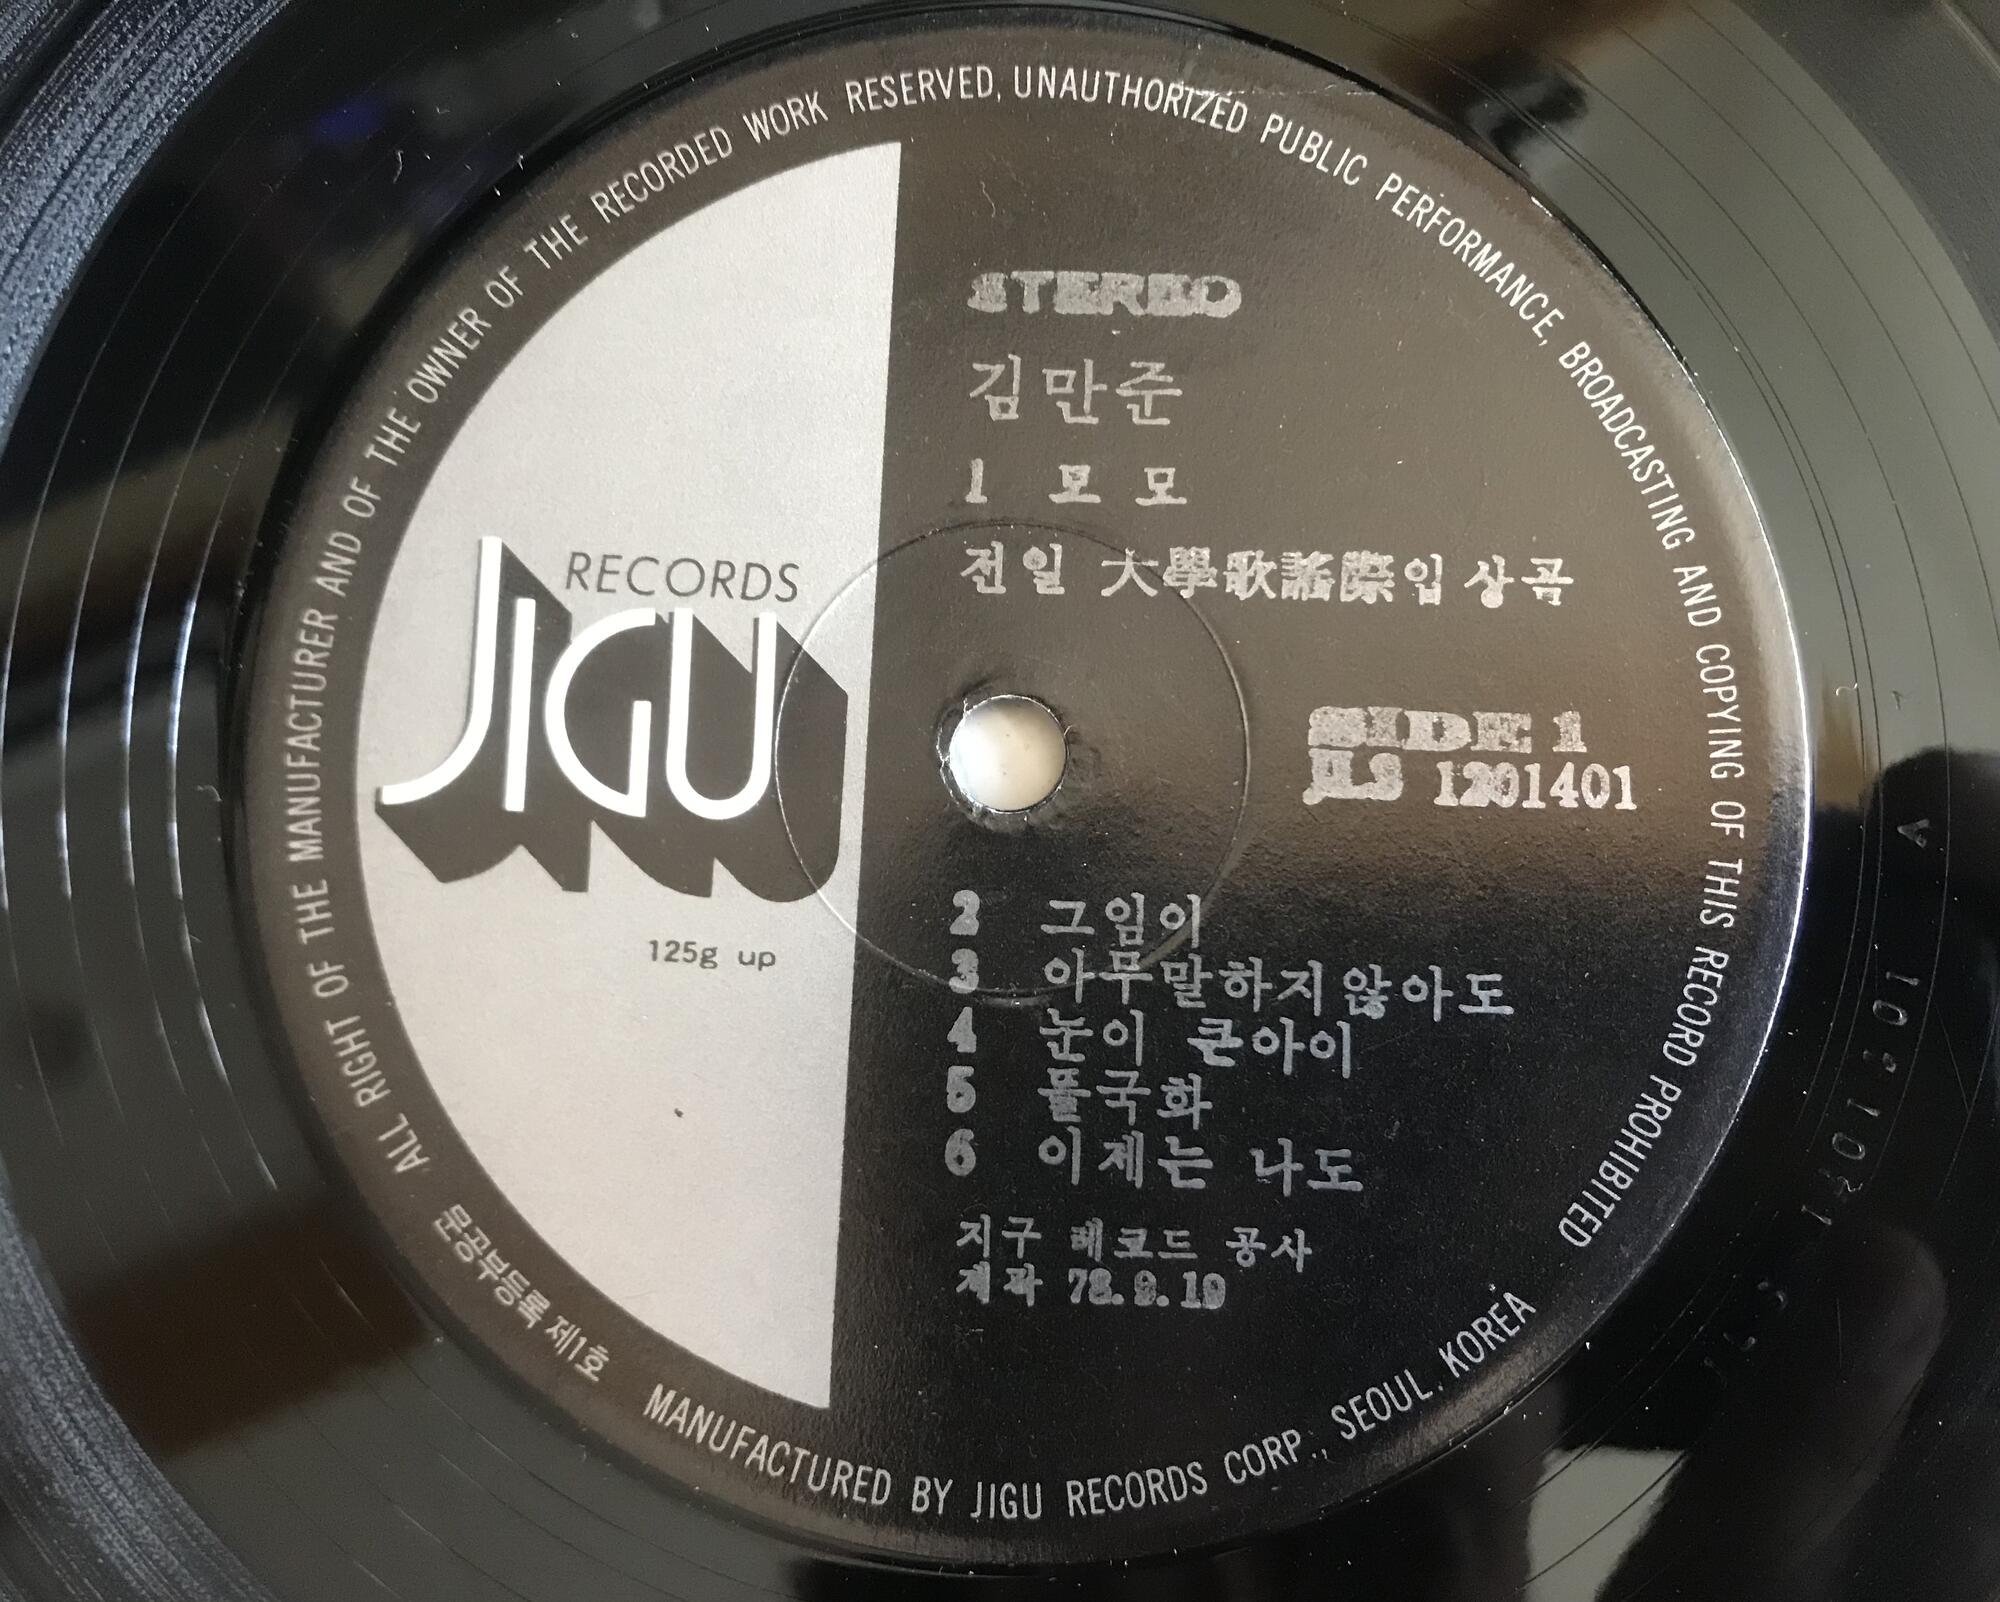 ALL RIGHT OF THE MANUFACTURER AND OF THE OWNER OF THE RECORDED WORK RESERVED, UNAUTHORIZED PUBLIC PERFORMANCE, BROADCASTING AND COPYING OF THIS RECORD PROHIBITED
STEREO
김만준
1 모모
전일 大學歌謠際입상곡
RECORDS
JIGU
SIDE 1
JLS 1201401
125g up
2 그임이
3 아무말하지않아도
4 눈이 큰아이
5 들국화
6 이제는 나도
지구 레코드 공사
제작 78.9.10
문공부등록 제1호
MANUFACTURED BY JIGU RECORDS CORP., SEOUL. KOREA
A